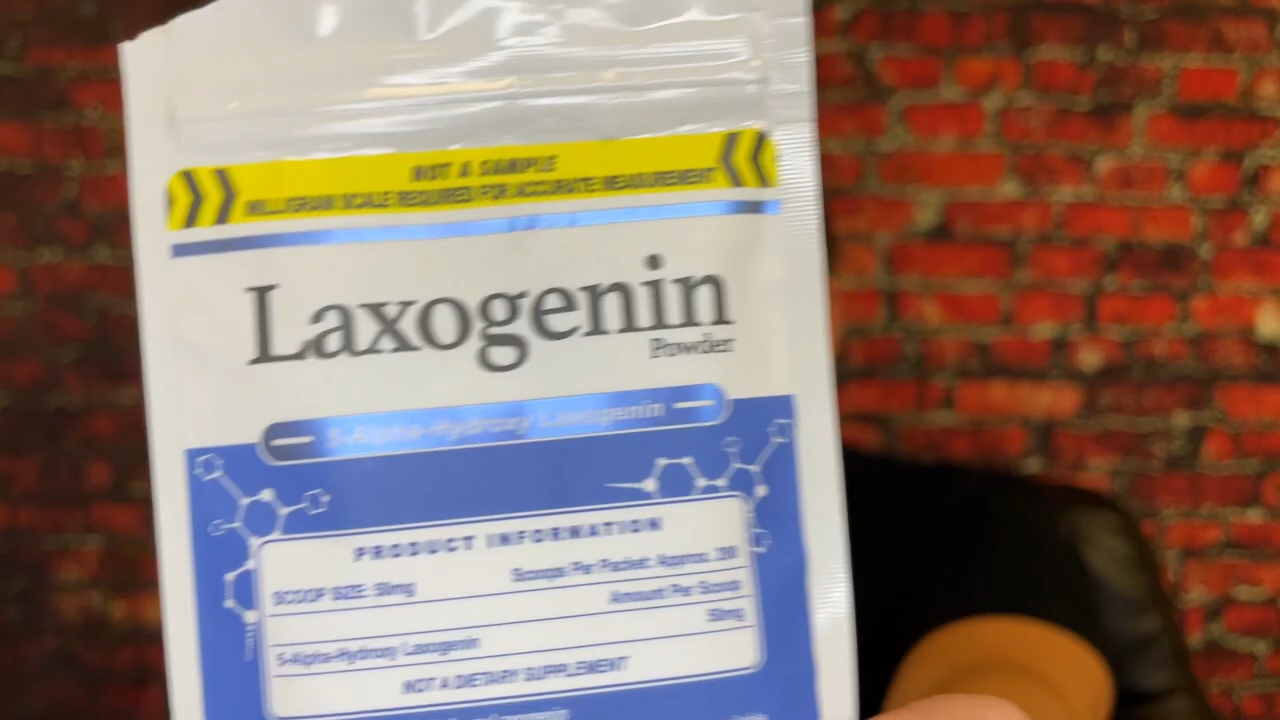 NOT A SAMPLE
MILLIGRAM SCALE REQUIRED FOR ACCURATE MEASUREMENT
Laxogenin
Powder
5-Alpha-Hydroxy Laxogenin
PRODUCT INFORMATION
SCOOP SIZE: 50mg Scoops Per Packet: Approx.
Amount Per Scoop
50mg
5-Alpha-Hydroxy Laxogenin
NOT A DIETARY SUPPLEMENT